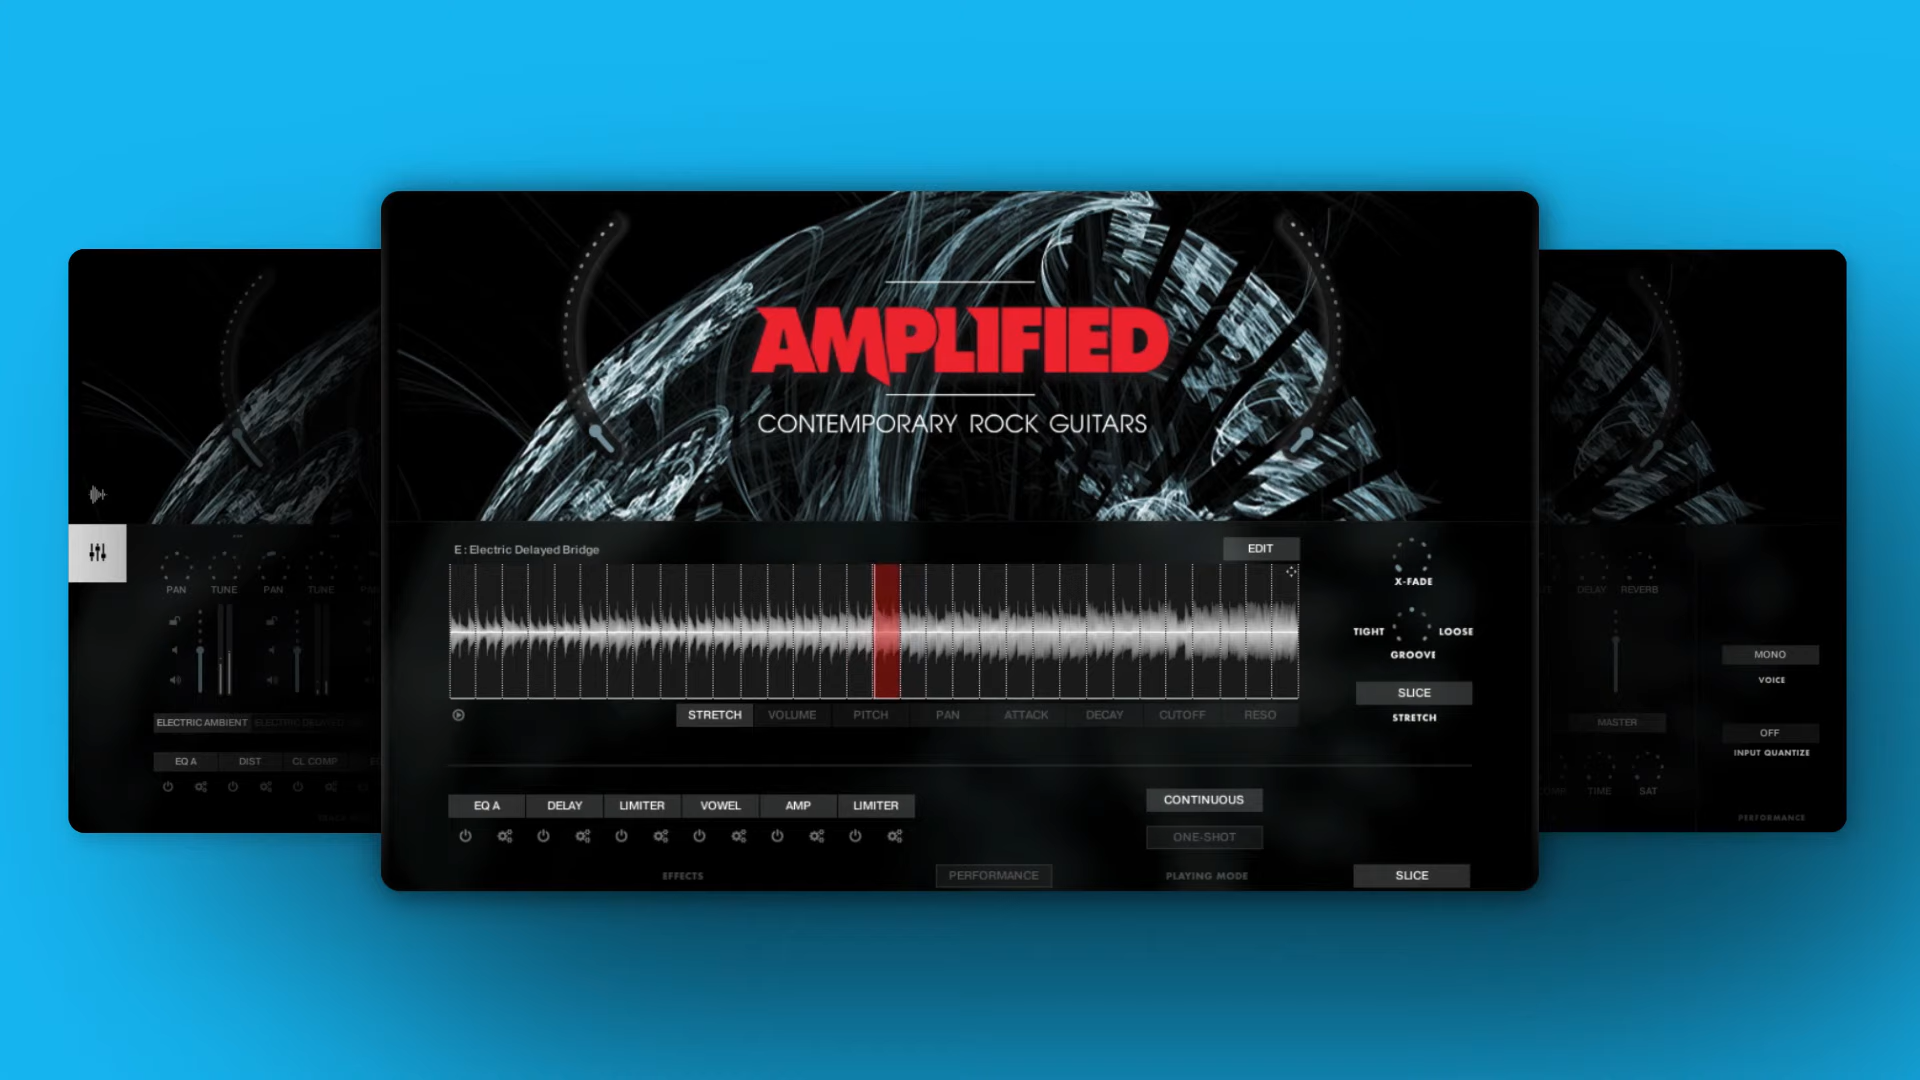 AMPLIFIED
CONTEMPORARY ROCK GUITARS
E : Electric Delayed Bridge
EDIT
X-FADE
TIGHT LOOSE
GROOVE
SLICE
STRETCH
STRETCH VOLUME PITCH PAN ATTACK DECAY CUTOFF RESO
EQ A DELAY LIMITER VOWEL AMP LIMITER
CONTINUOUS
ONE-SHOT
EFFECTS PERFORMANCE PLAYING MODE SLICE
PAN TUNE PAN TUNE
ELECTRIC AMBIENT ELECTRIC DELAYED
EQ A DIST CL COMP
DELAY REVERB
MONO
VOICE
MASTER
OFF
INPUT QUANTIZE
TIME SAT
PERFORMANCE